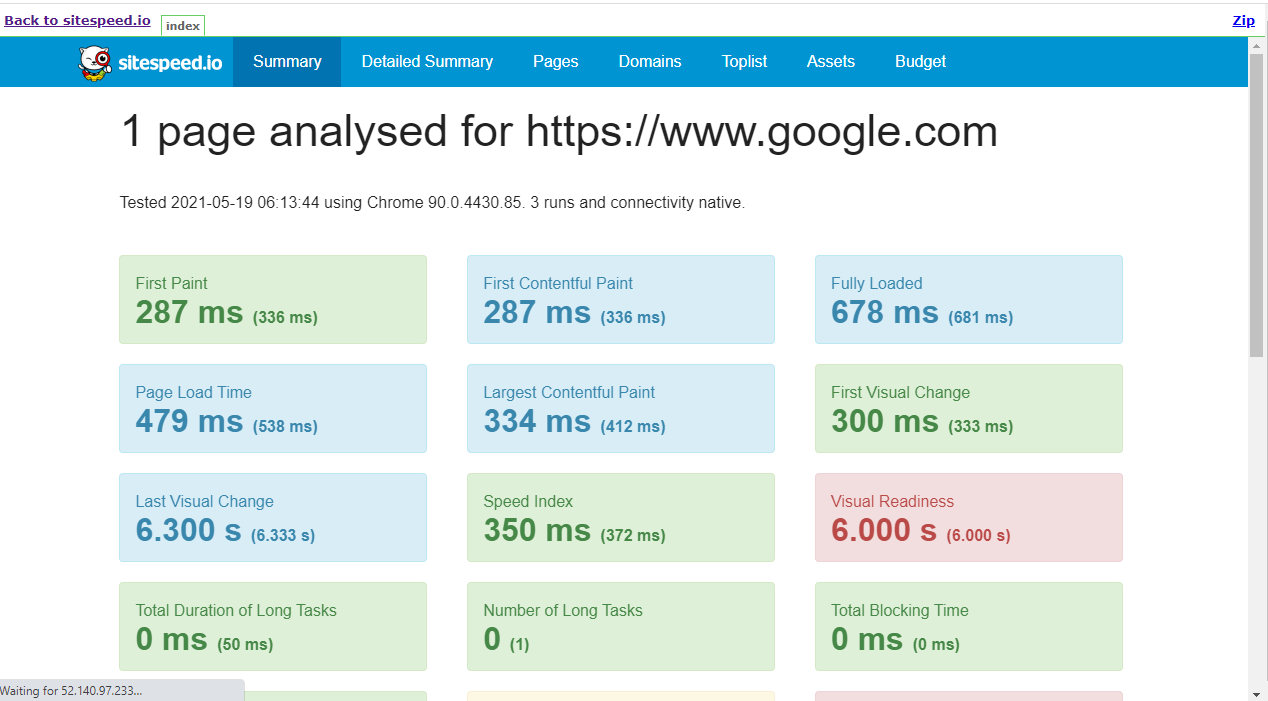 Back to sitespeed.io index Zip
sitespeed.io Summary Detailed Summary Pages Domains Toplist Assets Budget
1 page analysed for https://www.google.com
Tested 2021-05-19 06:13:44 using Chrome 90.0.4430.85. 3 runs and connectivity native.
First Paint
287 ms (336 ms)
First Contentful Paint
287 ms (336 ms)
Fully Loaded
678 ms (681 ms)
Page Load Time
479 ms (538 ms)
Largest Contentful Paint
334 ms (412 ms)
First Visual Change
300 ms (333 ms)
Last Visual Change
6.300 s (6.333 s)
Speed Index
350 ms (372 ms)
Visual Readiness
6.000 s (6.000 s)
Total Duration of Long Tasks
0 ms (50 ms)
Number of Long Tasks
0 (1)
Total Blocking Time
0 ms (0 ms)
Waiting for 52.140.97.233...